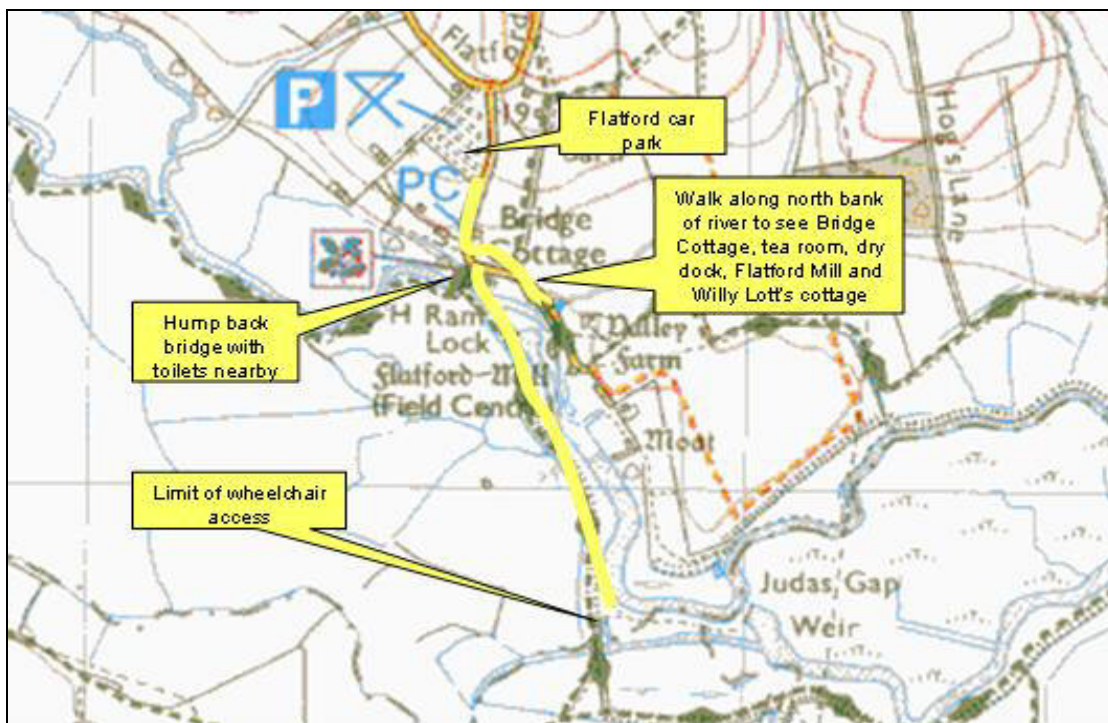 Flatford
P
Flatford car
park
PC
Hog's Lane
Walk along north bank
of river to see Bridge
Cottage, tea room, dry
dock, Flatford Mill and
Willy Lott's cottage
Bridge
Cottage
Hump back
bridge with
toilets nearby
H Ram
Lock
Valley
Farm
Flatford Mill
(Field Centre)
Moat
Limit of wheelchair
access
Judas Gap
Weir